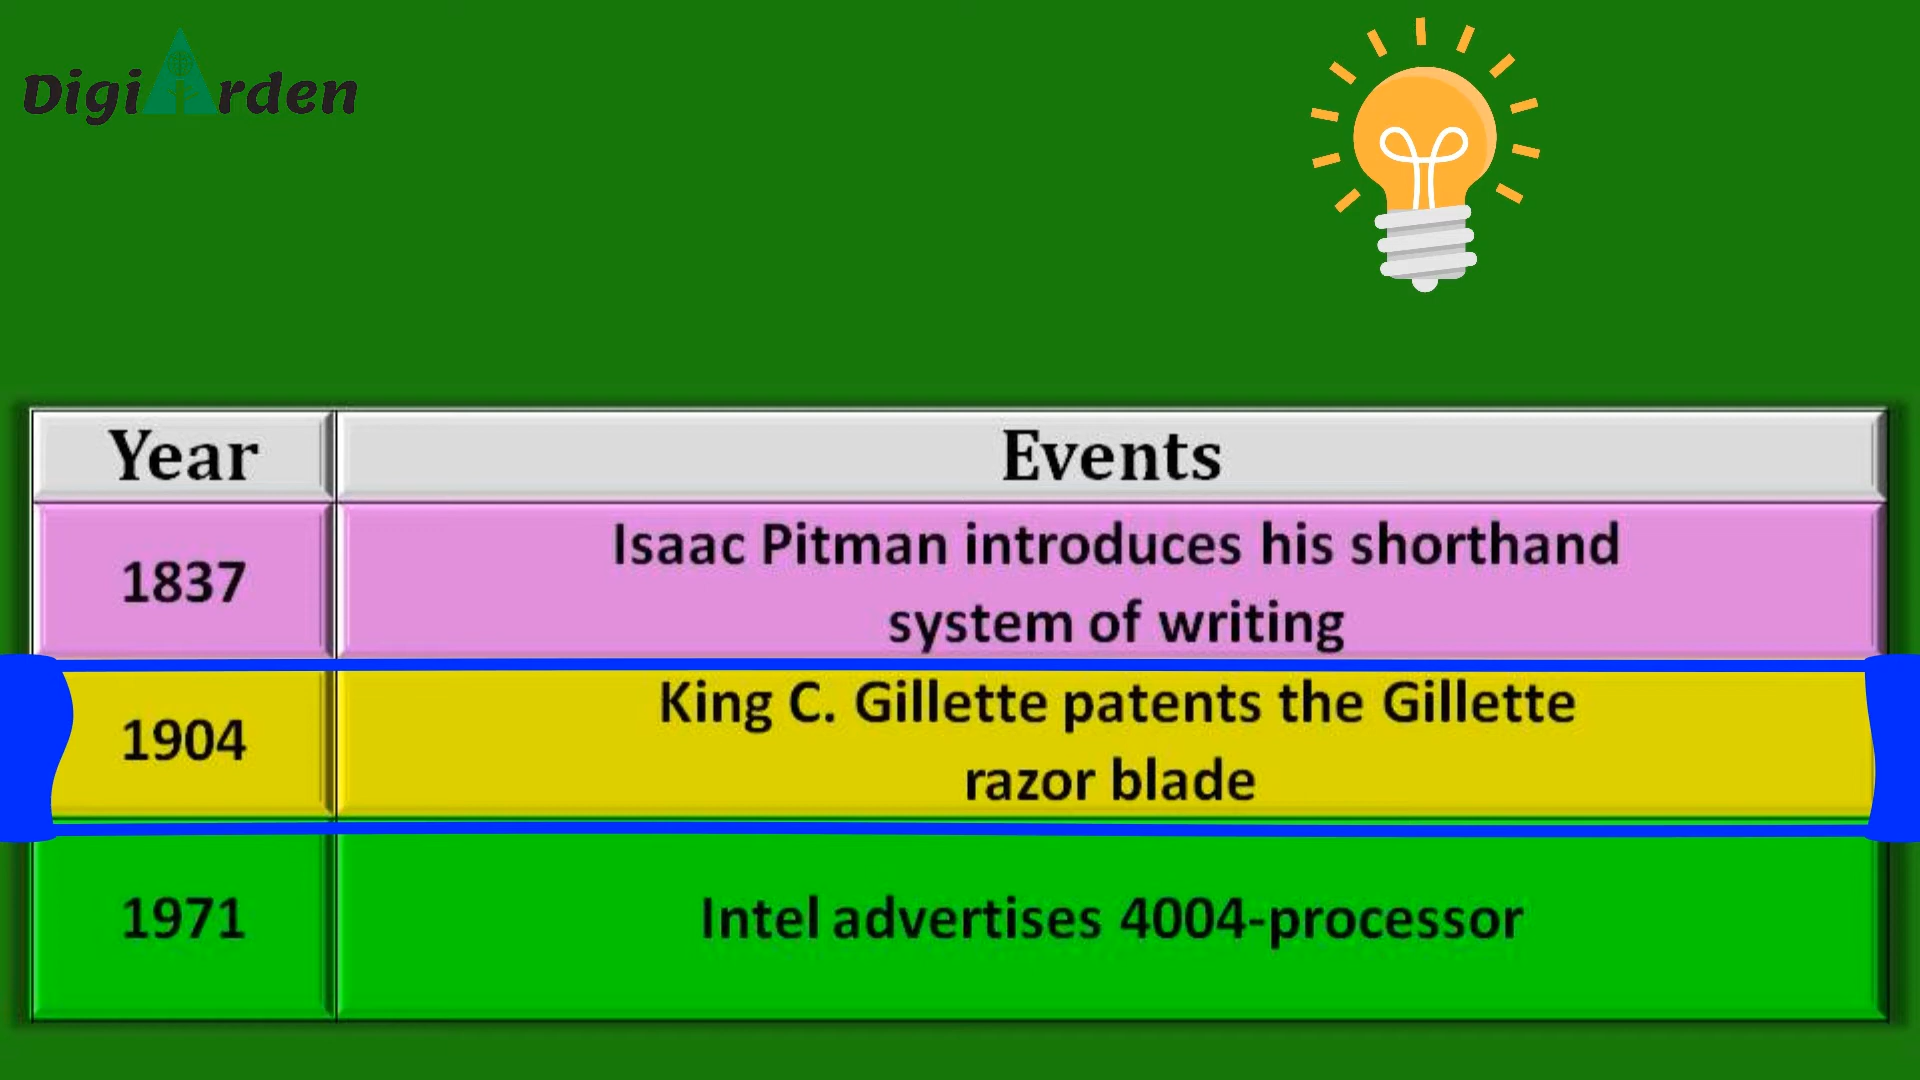 DigiArden
Year
Events
1837
Isaac Pitman introduces his shorthand
system of writing
1904
King C. Gillette patents the Gillette
razor blade
1971
Intel advertises 4004-processor